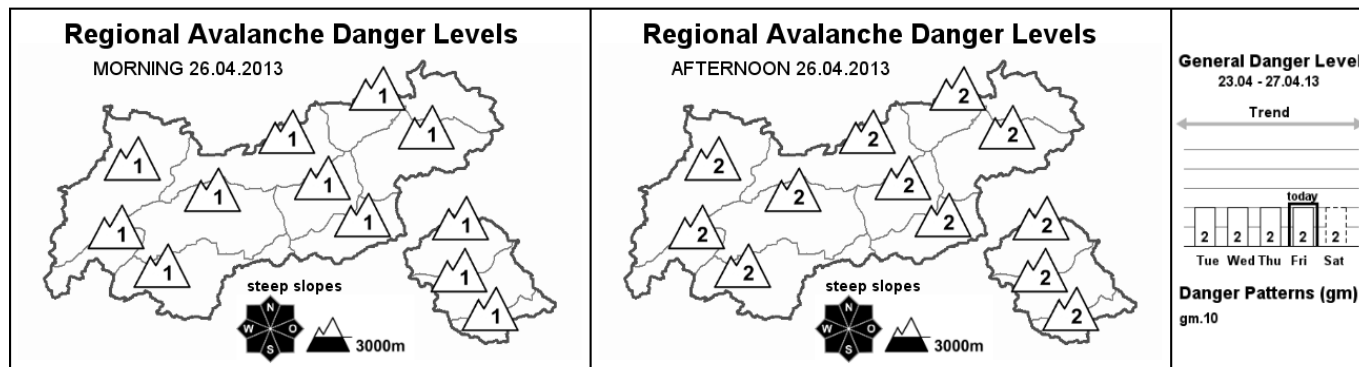 Regional Avalanche Danger Levels
MORNING 26.04.2013
1
1
1
1
1
1
1
1
1
1
1
1
steep slopes
N
W O
S
3000m
Regional Avalanche Danger Levels
AFTERNOON 26.04.2013
2
2
2
2
2
2
2
2
2
2
2
2
steep slopes
N
W O
S
3000m
General Danger Level
23.04 - 27.04.13
Trend
today
2 2 2 2 2
Tue Wed Thu Fri Sat
Danger Patterns (gm)
gm.10